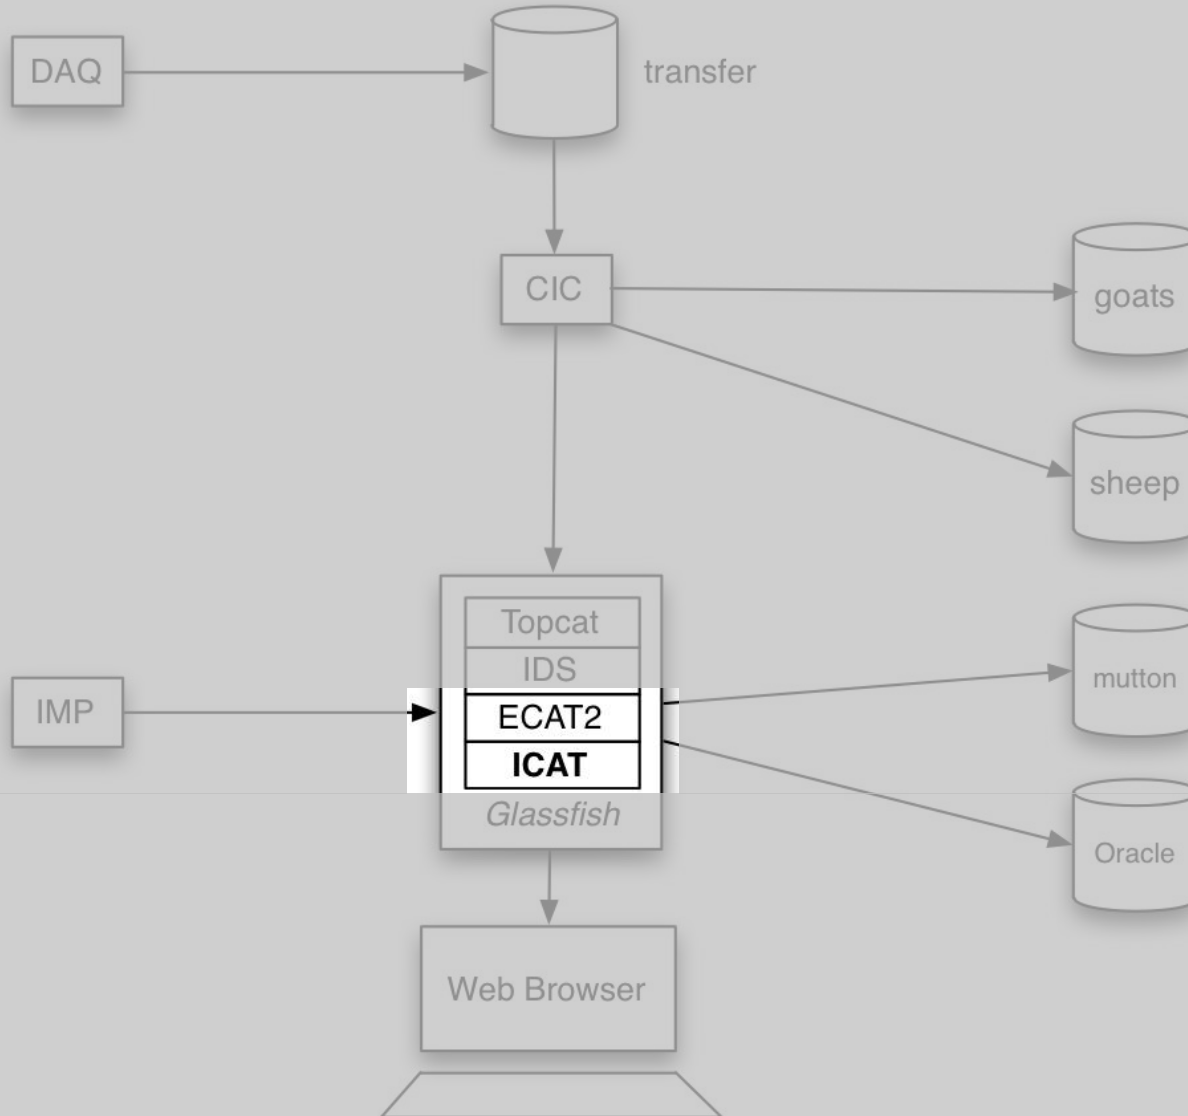 DAQ
transfer
CIC
goats
sheep
Topcat
IDS
mutton
IMP
ECAT2
ICAT
Glassfish
Oracle
Web Browser